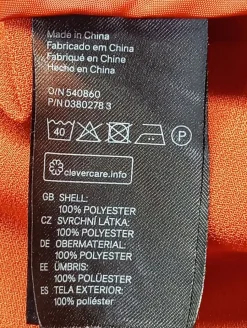 Made in China
Fabricado em China
Fabriqué en Chine
Hecho en China
O/N 540860
P/N 0380278 3
40
P
clevercare.info
GB SHELL:
100% POLYESTER
CZ SVRCHNÍ LÁTKA:
100% POLYESTER
DE OBERMATERIAL:
100% POLYESTER
EE ÜMBRIS:
100% POLÜESTER
ES TELA EXTERIOR:
100% poliéster